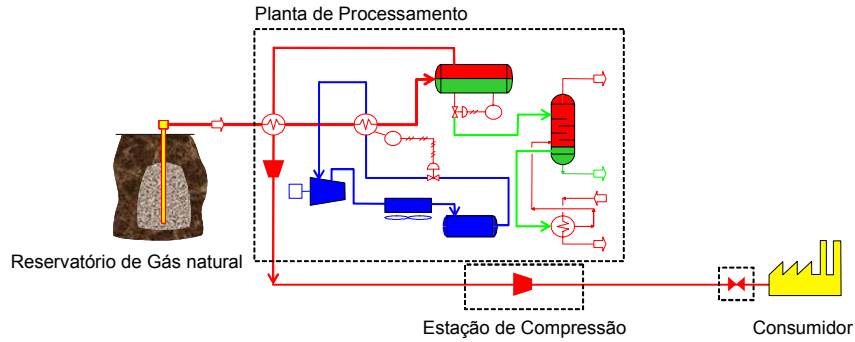 Planta de Processamento
Reservatório de Gás natural
Estação de Compressão
Consumidor